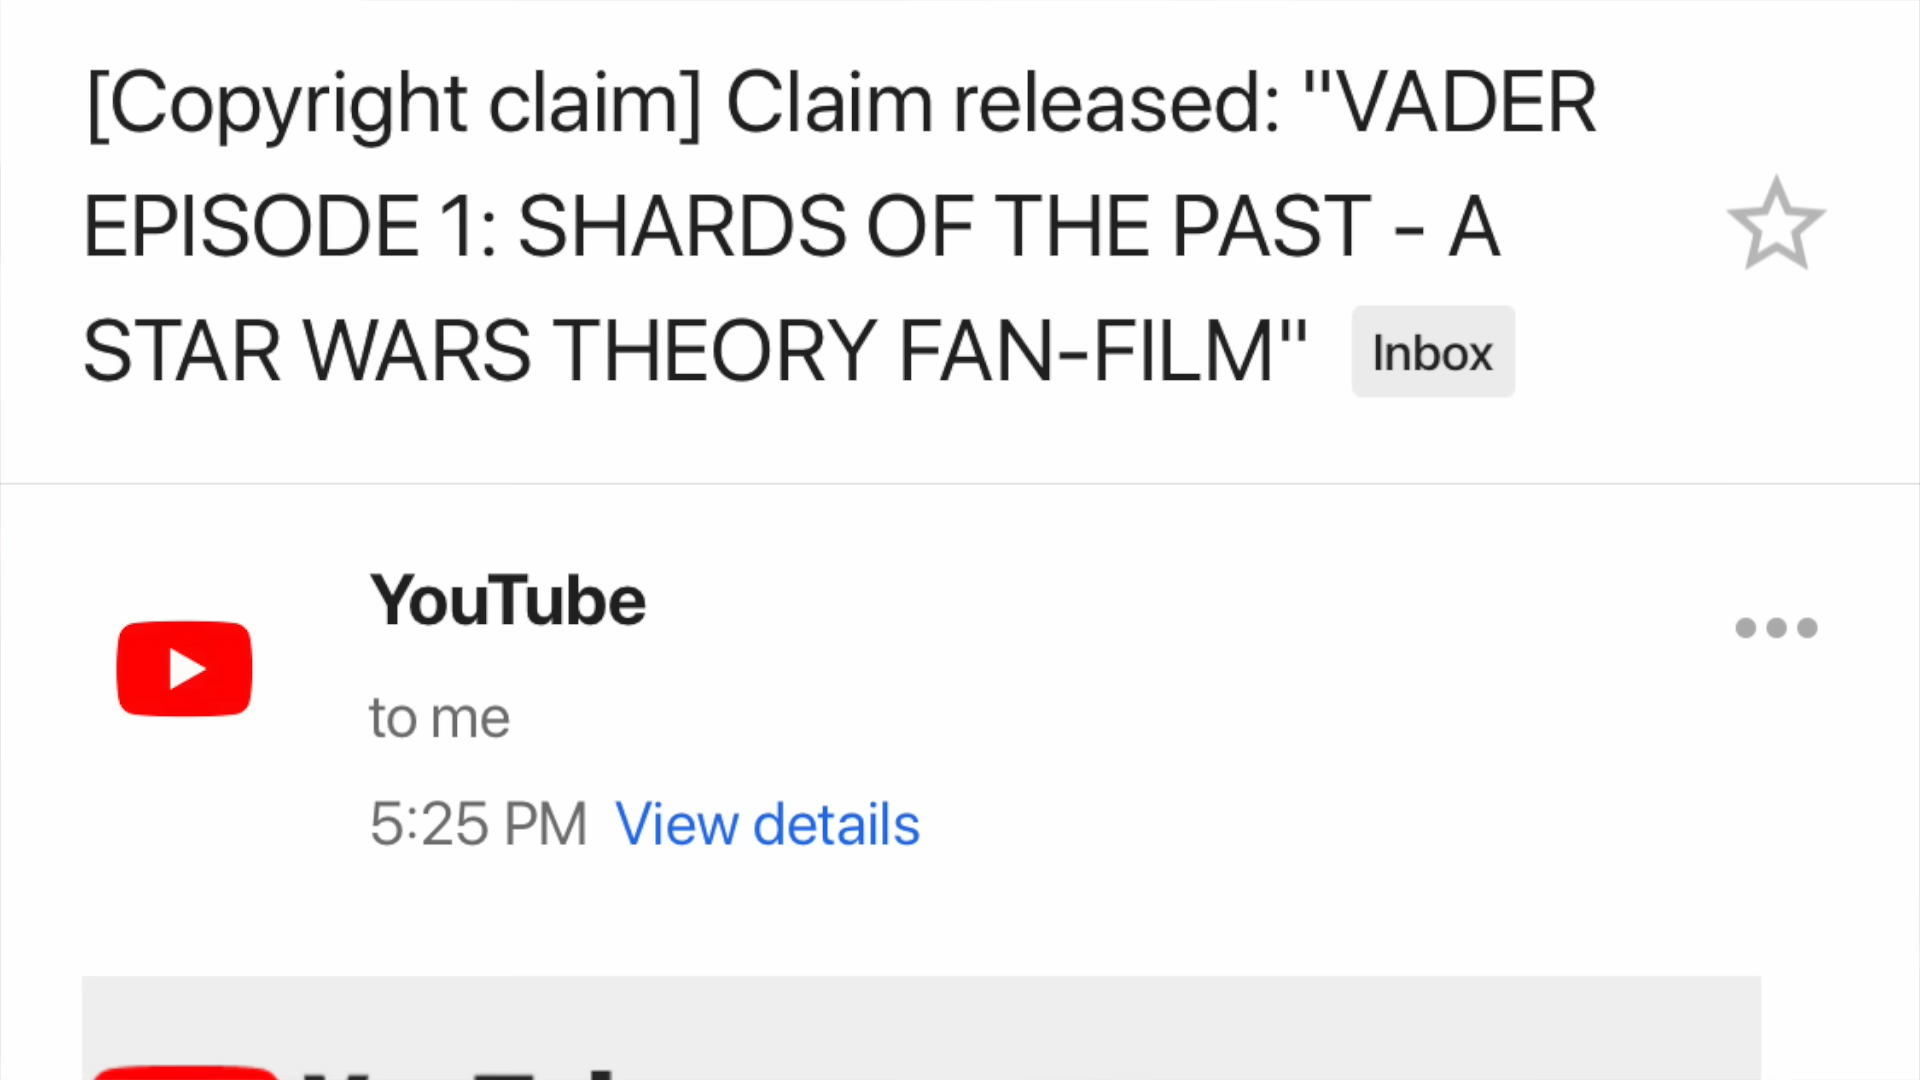 [Copyright claim] Claim released: "VADER
EPISODE 1: SHARDS OF THE PAST - A
STAR WARS THEORY FAN-FILM" Inbox
YouTube
to me
5:25 PM View details